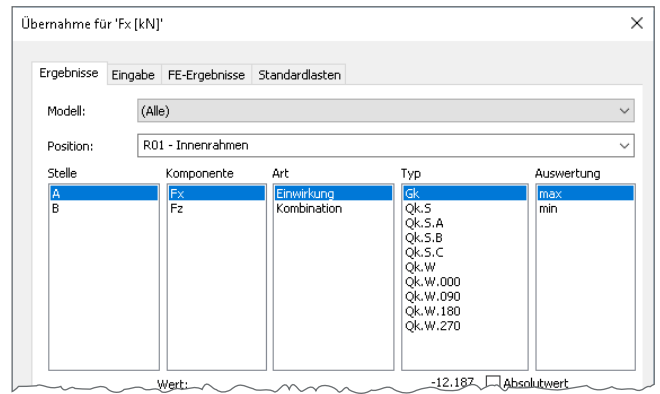 Übernahme für 'Fx [kN]'
Ergebnisse Eingabe FE-Ergebnisse Standardlasten
Modell: (Alle)
Position: R01 - Innenrahmen
Stelle Komponente Art Typ Auswertung
A Fx Einwirkung Gk max
B Fz Kombination Qk.S min
Qk.S.A
Qk.S.B
Qk.S.C
Qk.W
Qk.W.000
Qk.W.090
Qk.W.180
Qk.W.270
Wert: -12.187 Absolutwert